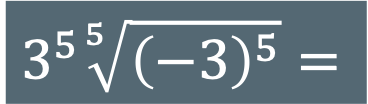 3⁵ ⁵√(−3)⁵ =